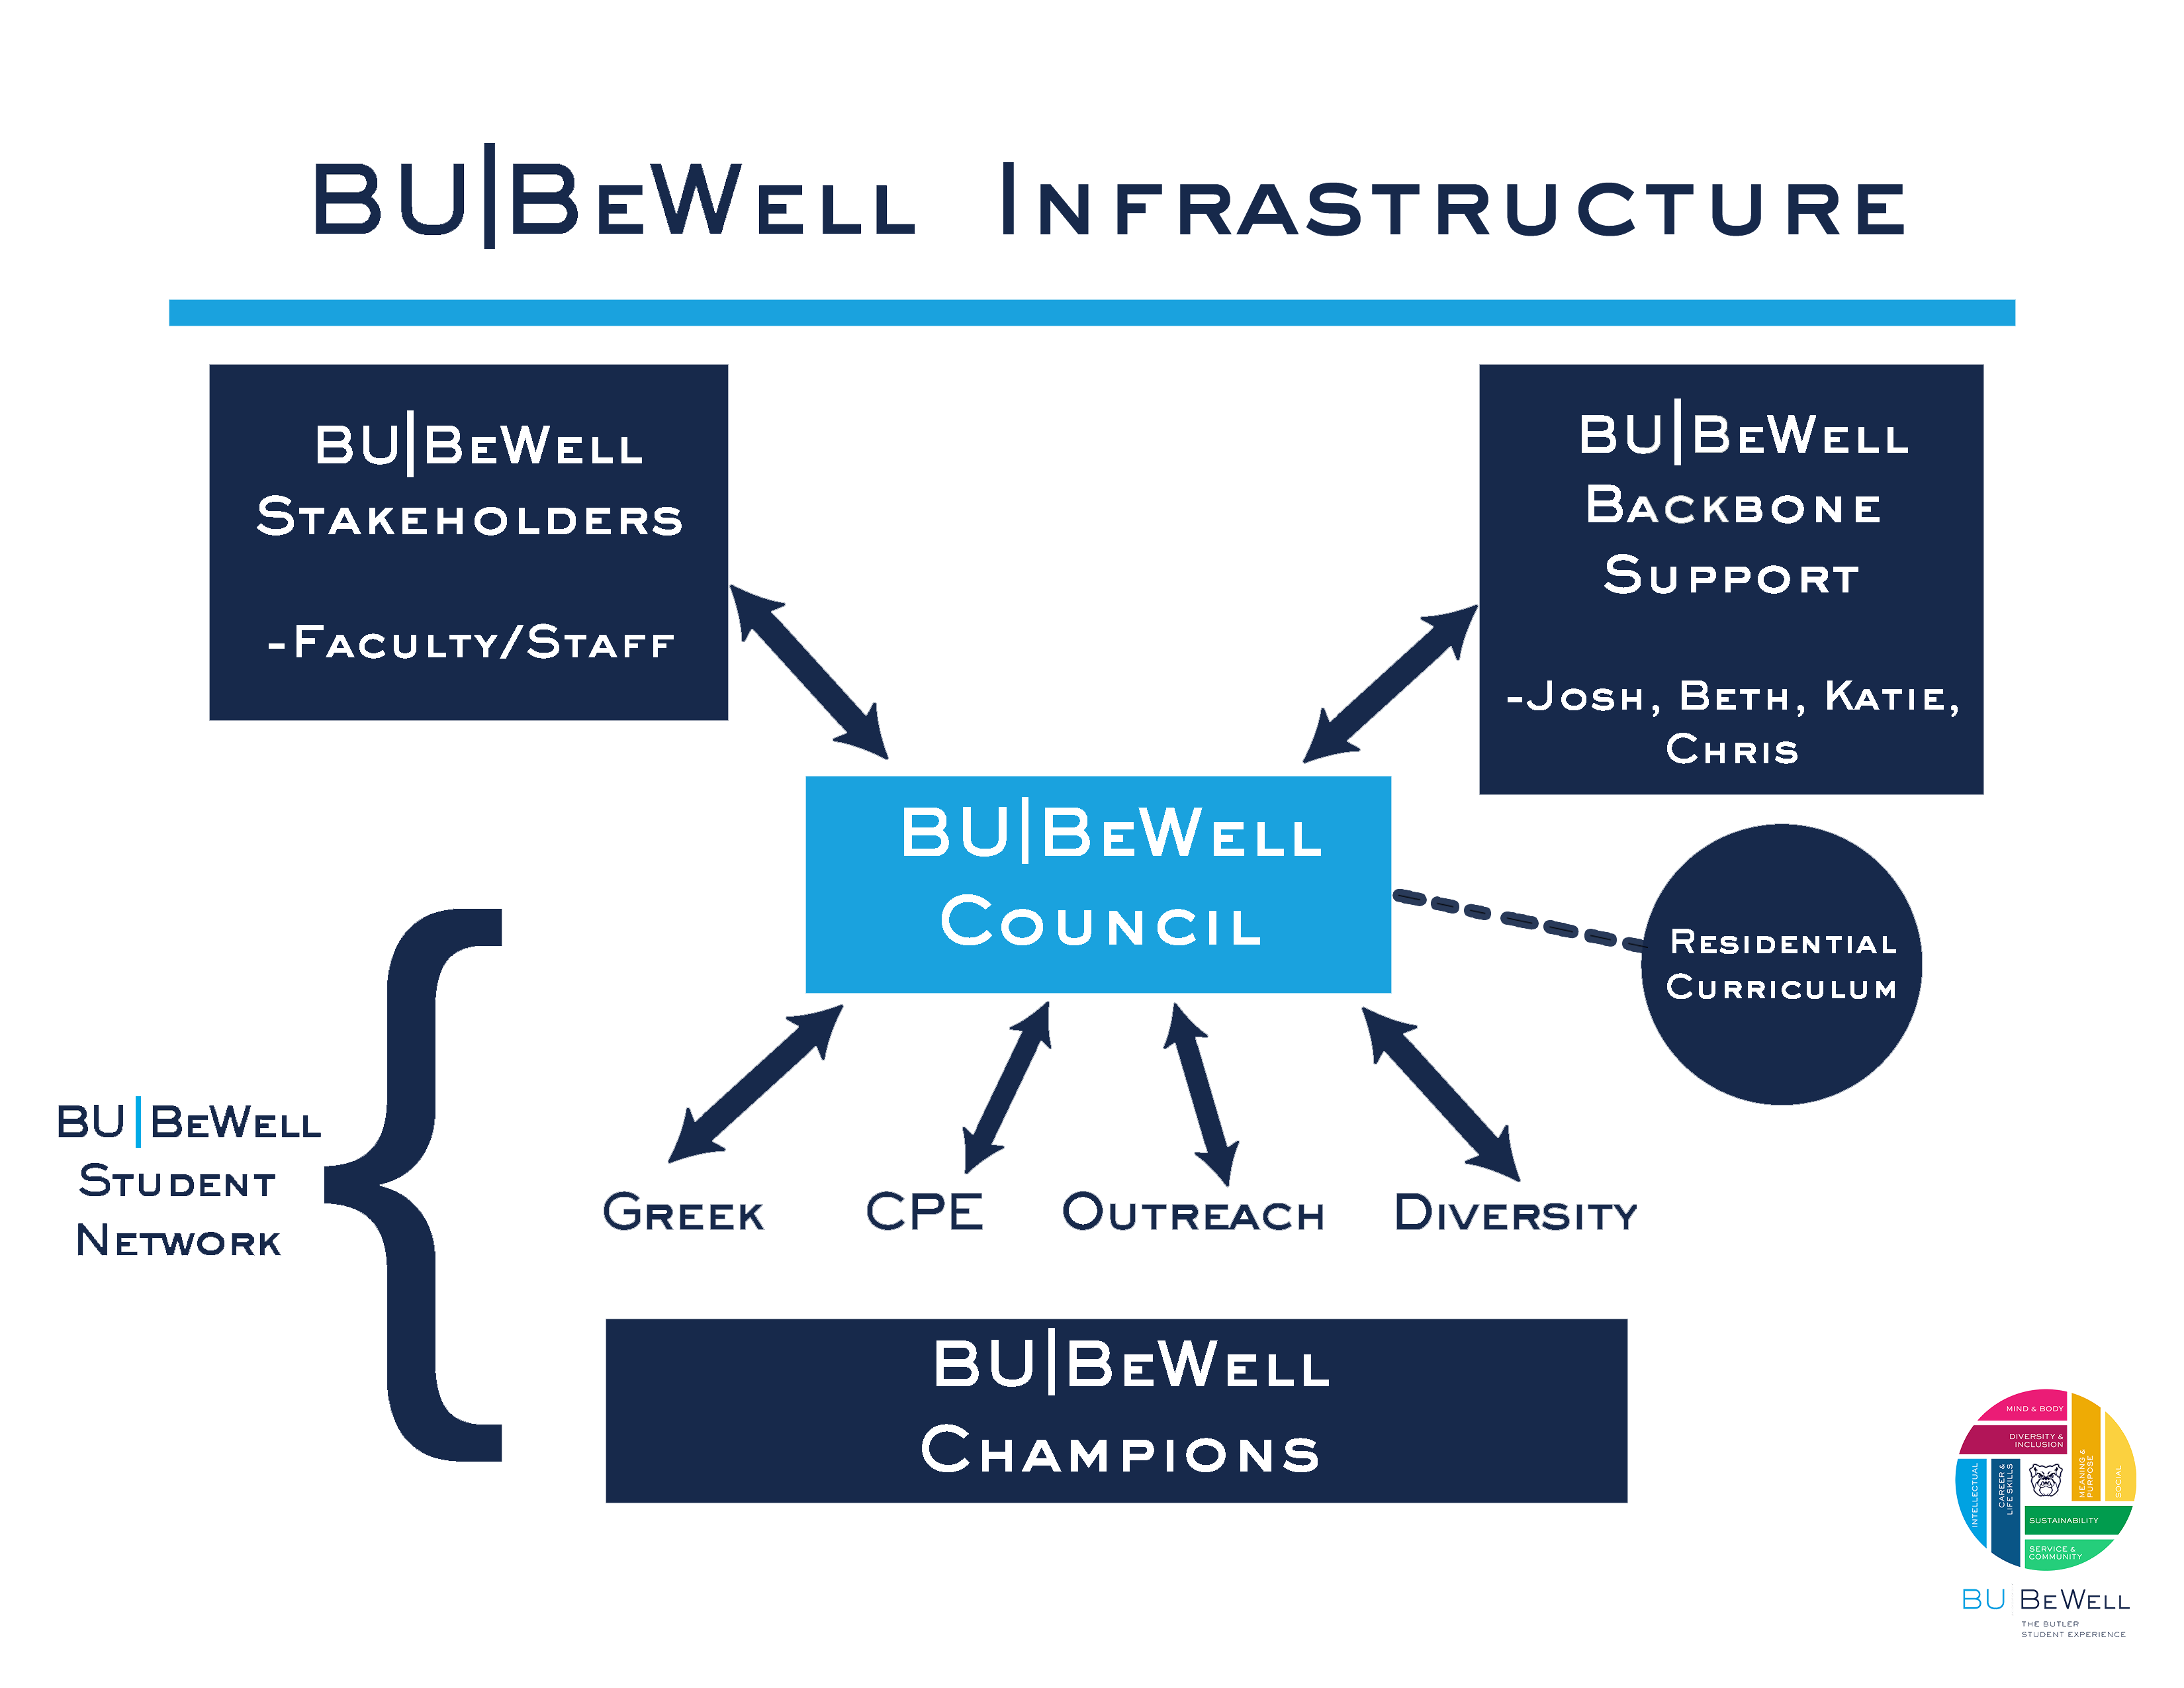 BU|BeWell Infrastructure
BU|BeWell
Stakeholders
-Faculty/Staff
BU|BeWell
Backbone
Support
-Josh, Beth, Katie,
Chris
BU|BeWell
Council
Residential
Curriculum
BU|BeWell
Student
Network
Greek CPE Outreach Diversity
BU|BeWell
Champions
MIND & BODY
DIVERSITY &
INCLUSION
INTELLECTUAL
CAREER &
LIFE SKILLS
MEANING &
PURPOSE
SOCIAL
SUSTAINABILITY
SERVICE &
COMMUNITY
BU BeWell
THE BUTLER
STUDENT EXPERIENCE